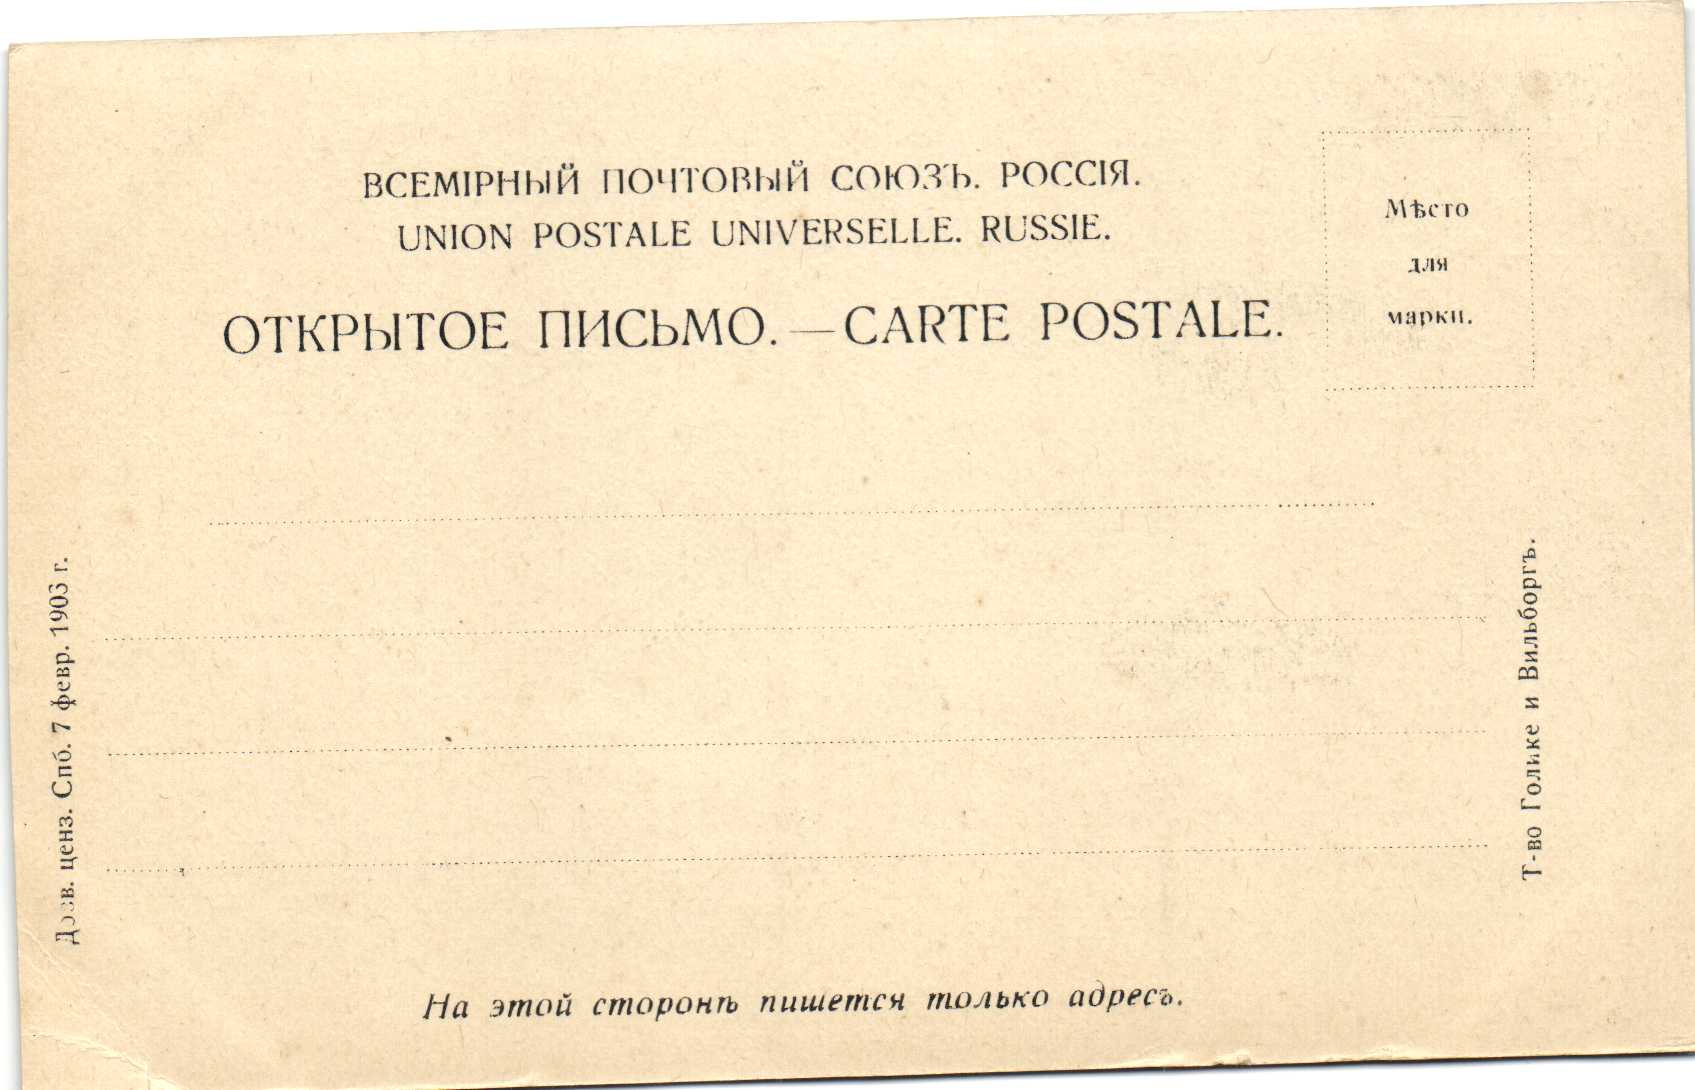 ВСЕМІРНЫЙ ПОЧТОВЫЙ СОЮЗЪ. РОССІЯ.
UNION POSTALE UNIVERSELLE. RUSSIE.
ОТКРЫТОЕ ПИСЬМО. — CARTE POSTALE.
Мѣсто
для
марки.
Дозв. ценз. Спб. 7 февр. 1903 г.
Т-во Голике и Вильборгъ.
На этой сторонѣ пишется только адресъ.